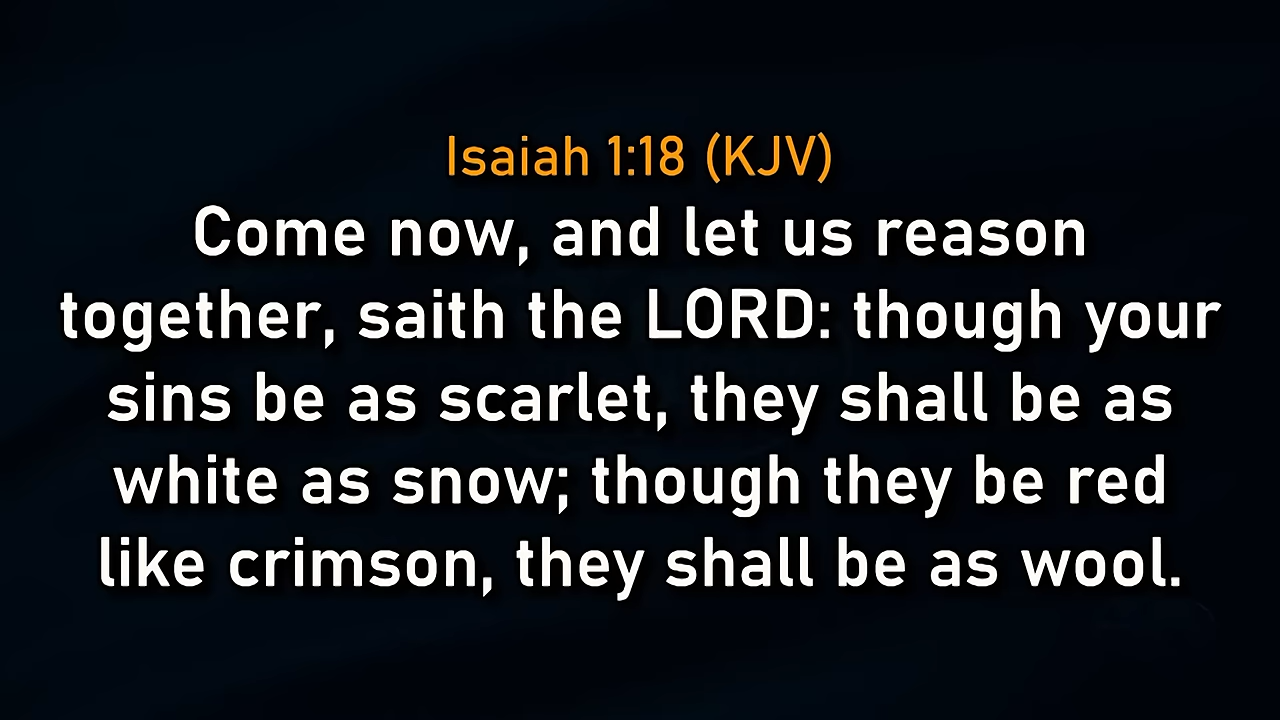 Isaiah 1:18 (KJV)
Come now, and let us reason
together, saith the LORD: though your
sins be as scarlet, they shall be as
white as snow; though they be red
like crimson, they shall be as wool.